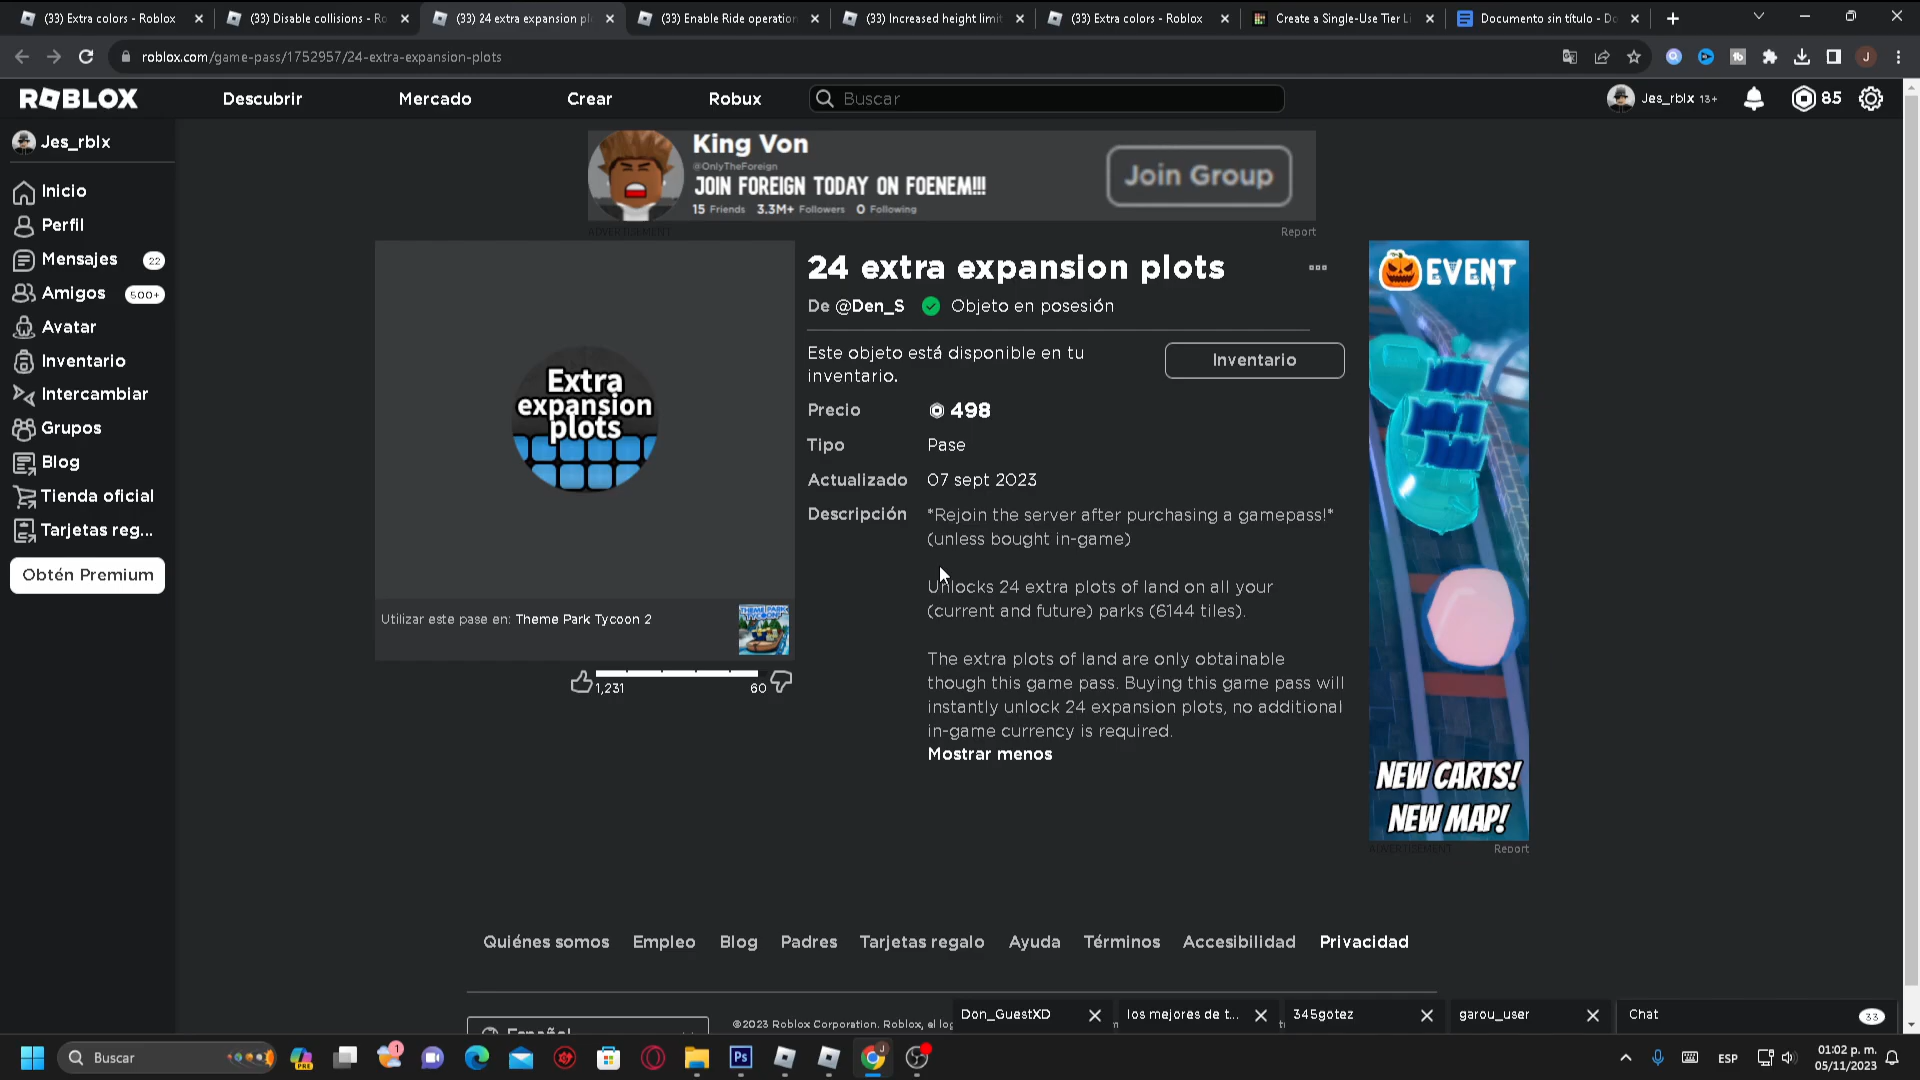 (33) Extra colors - Roblox
(33) Disable collisions - Ro
(33) 24 extra expansion pl
(33) Enable Ride operation
(33) Increased height limit
(33) Extra colors - Roblox
Create a Single-Use Tier Li
Documento sin título - Do
roblox.com/game-pass/1752957/24-extra-expansion-plots
J
ROBLOX
Descubrir
Mercado
Crear
Robux
Buscar
Jes_rblx 13+
85
Jes_rblx
Inicio
Perfil
Mensajes 22
Amigos 500+
Avatar
Inventario
Intercambiar
Grupos
Blog
Tienda oficial
Tarjetas reg...
Obtén Premium
King Von
@OnlyTheForeign
JOIN FOREIGN TODAY ON FOENEM!!!
15 Friends 3.3M+ Followers 0 Following
Join Group
ADVERTISEMENT
Report
Extra
expansion
plots
Utilizar este pase en: Theme Park Tycoon 2
THEME PARK
TYCOON 2
1,231
60
24 extra expansion plots
De @Den_S Objeto en posesión
Este objeto está disponible en tu
inventario.
Inventario
Precio 498
Tipo Pase
Actualizado 07 sept 2023
Descripción *Rejoin the server after purchasing a gamepass!*
(unless bought in-game)
Unlocks 24 extra plots of land on all your
(current and future) parks (6144 tiles).
The extra plots of land are only obtainable
though this game pass. Buying this game pass will
instantly unlock 24 expansion plots, no additional
in-game currency is required.
Mostrar menos
EVENT
NEW CARTS!
NEW MAP!
ADVERTISEMENT
Report
Quiénes somos Empleo Blog Padres Tarjetas regalo Ayuda Términos Accesibilidad Privacidad
Español
©2023 Roblox Corporation. Roblox, el log
Don_GuestXD
los mejores de t...
345gotez
garou_user
Chat 33
Buscar
PRE
1
Ps
J
ESP
01:02 p. m.
05/11/2023